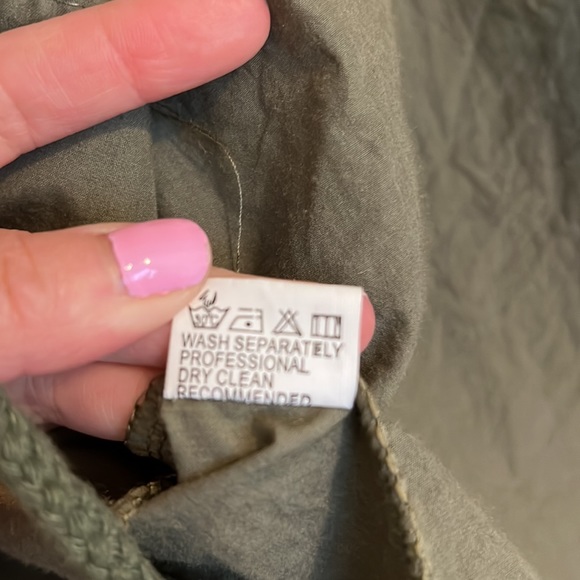 WASH SEPARATELY
PROFESSIONAL
DRY CLEAN
RECOMMENDED